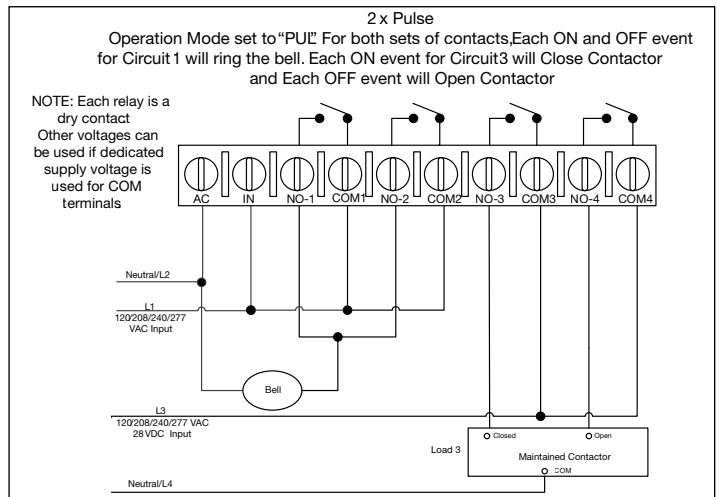 2 x Pulse
Operation Mode set to “PUL” For both sets of contacts,Each ON and OFF event
for Circuit 1 will ring the bell. Each ON event for Circuit3 will Close Contactor
and Each OFF event will Open Contactor
NOTE: Each relay is a
dry contact
Other voltages can
be used if dedicated
supply voltage is
used for COM
terminals
AC IN NO-1 COM1 NO-2 COM2 NO-3 COM3 NO-4 COM4
Neutral/L2
L1
120/208/240/277
VAC Input
Bell
L3
120/208/240/277 VAC
28VDC Input
Load 3
Closed Open
Maintained Contactor
COM
Neutral/L4